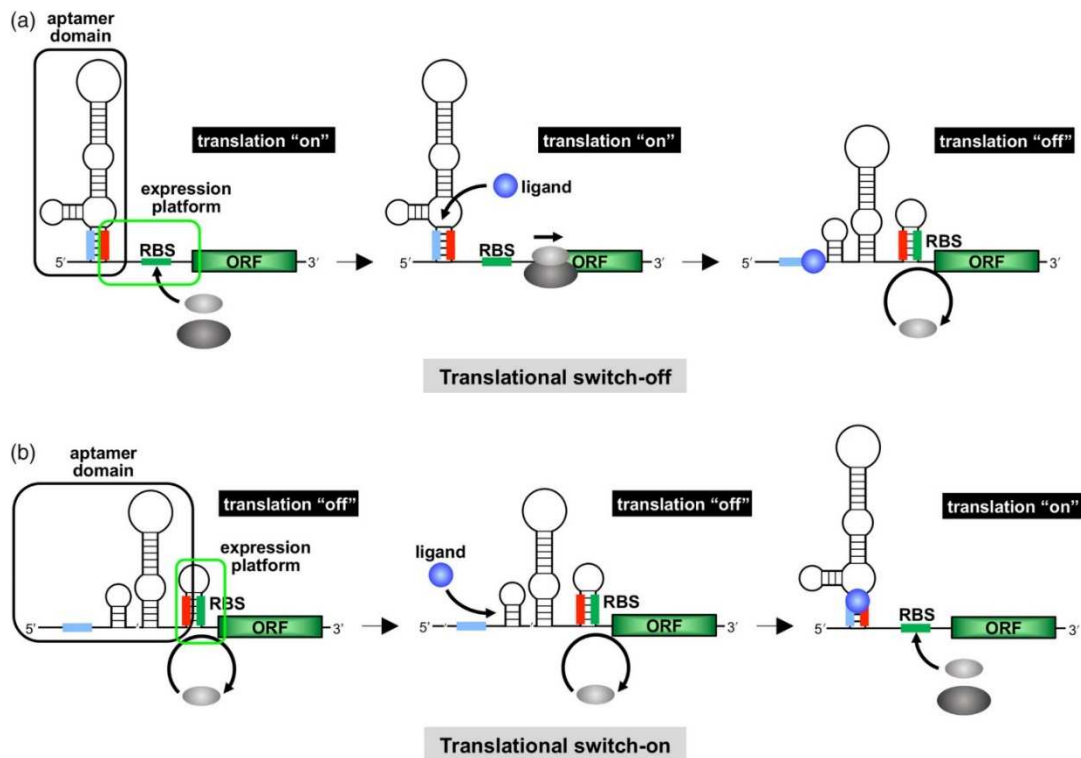 (a)
aptamer
domain
translation “on”
expression
platform
RBS
5′
ORF
3′
translation “on”
ligand
RBS
5′
ORF
3′
translation “off”
RBS
5′
ORF
3′
Translational switch-off
(b)
aptamer
domain
translation “off”
expression
platform
RBS
5′
ORF
3′
translation “off”
ligand
RBS
5′
ORF
3′
translation “on”
RBS
5′
ORF
3′
Translational switch-on